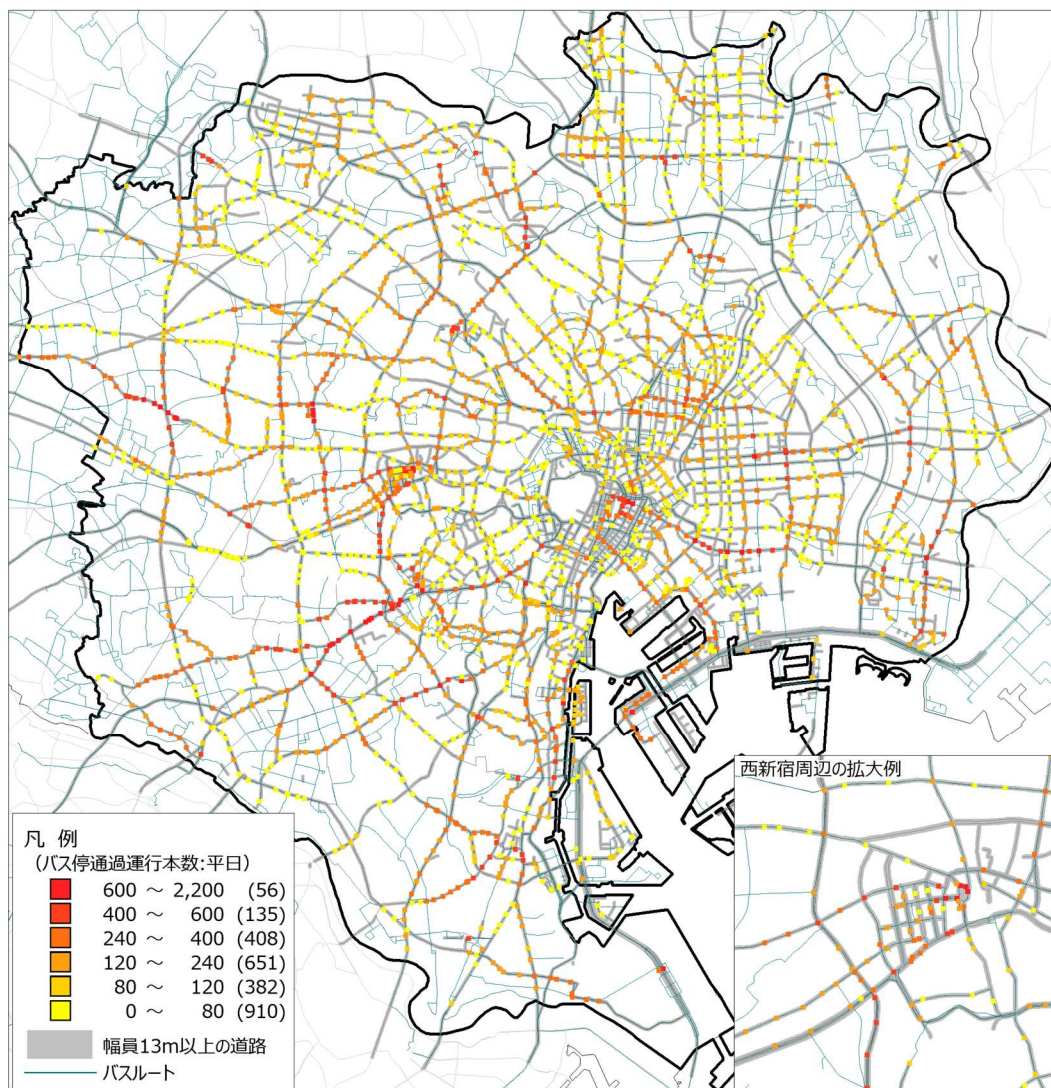 西新宿周辺の拡大例
凡 例
(バス停通過運行本数:平日)
600 ～ 2,200 (56)
400 ～ 600 (135)
240 ～ 400 (408)
120 ～ 240 (651)
80 ～ 120 (382)
0 ～ 80 (910)
幅員13m以上の道路
バスルート